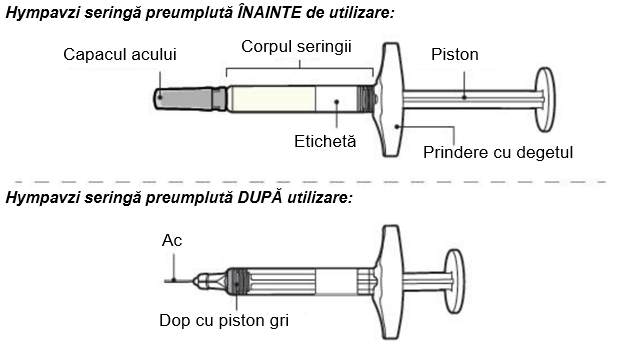 Hympavzi seringă preumplută ÎNAINTE de utilizare:
Corpul seringii
Capacul acului
Piston
Etichetă
Prindere cu degetul
Hympavzi seringă preumplută DUPĂ utilizare:
Ac
Dop cu piston gri